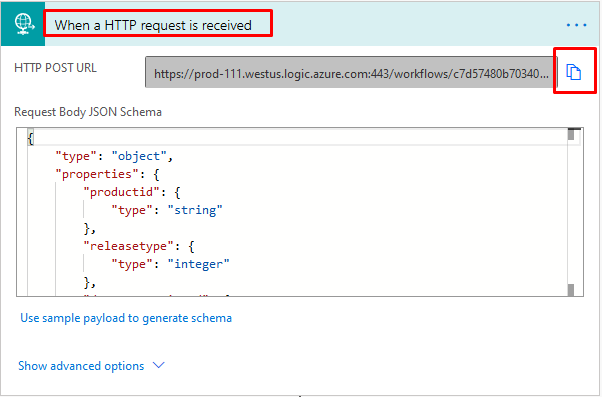 When a HTTP request is received
HTTP POST URL
https://prod-111.westus.logic.azure.com:443/workflows/c7d57480b70340...
Request Body JSON Schema
{
    "type": "object",
    "properties": {
        "productid": {
            "type": "string"
        },
        "releasetype": {
            "type": "integer"
        },
Use sample payload to generate schema
Show advanced options